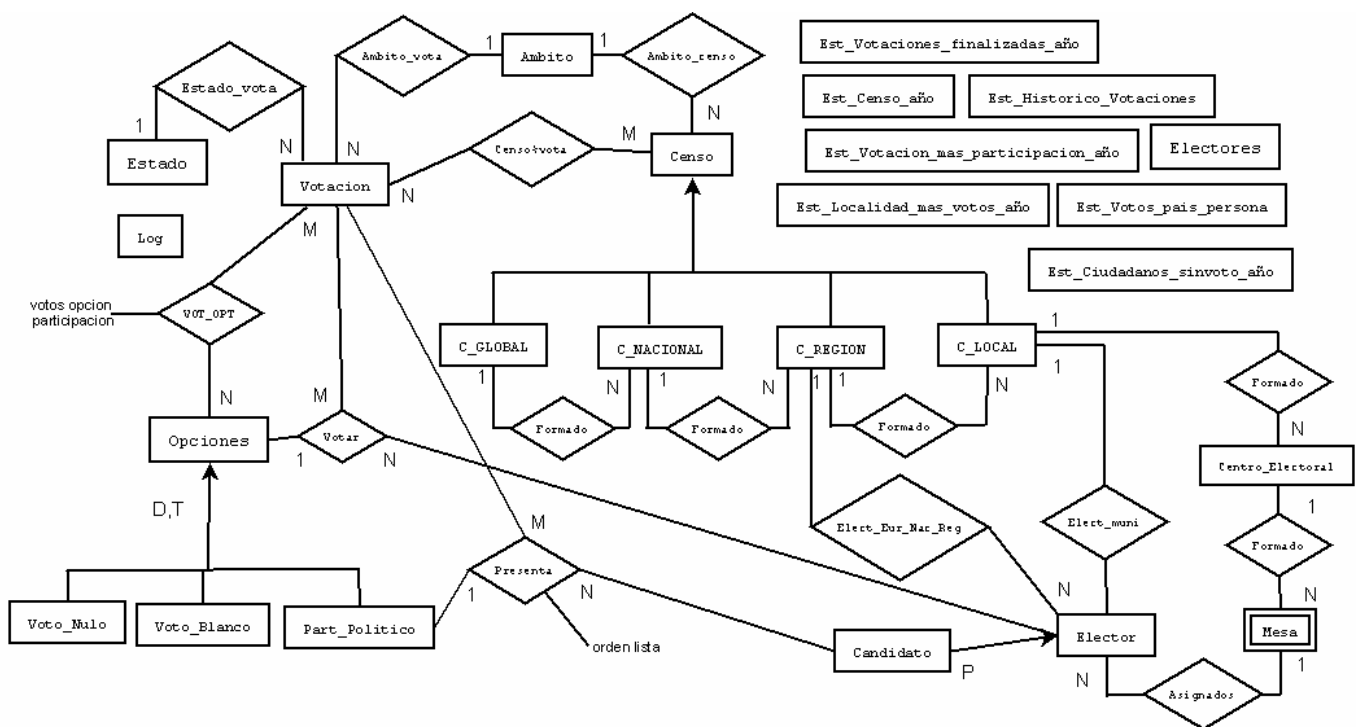 Est_Votaciones_finalizadas_año
Ambito_vota
1
Ambito
1
Ambito_censo
Estado_vota
Est_Censo_año
Est_Historico_Votaciones
1
N
N
N
M
Estado
Censo+vota
Censo
Est_Votacion_mas_participacion_año
Electores
Votacion
N
Est_Localidad_mas_votos_año
Est_Votos_pais_persona
Log
M
Est_Ciudadanos_sinvoto_año
votos opcion
participacion
VOT_OPT
C_GLOBAL
C_NACIONAL
C_REGION
C_LOCAL
1
1
N
1
N
1
1
N
1
Formado
Formado
Formado
Formado
N
M
N
Opciones
Votar
1
N
Centro_Electoral
D,T
1
Elect_Eur_Nac_Reg
Elect_muni
M
Formado
Presenta
1
N
N
N
Voto_Nulo
Voto_Blanco
Part_Politico
Elector
Mesa
orden lista
Candidato
P
N
1
Asignados